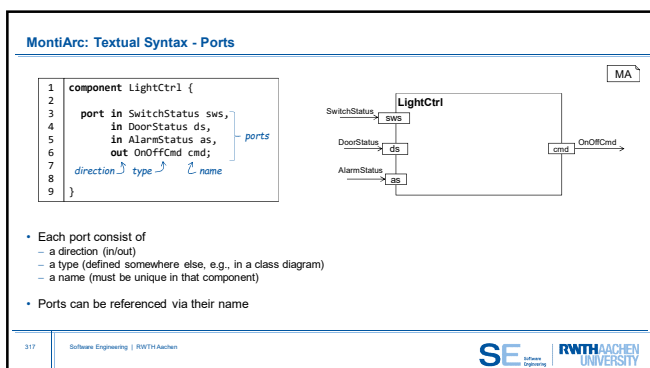 MontiArc: Textual Syntax - Ports
MA
1 component LightCtrl {
2
3 port in SwitchStatus sws,
4 in DoorStatus ds,
5 in AlarmStatus as,
6 out OnOffCmd cmd;
7
8
9 }
ports
direction type name
LightCtrl
SwitchStatus
sws
DoorStatus
ds
AlarmStatus
as
cmd
OnOffCmd
• Each port consist of
– a direction (in/out)
– a type (defined somewhere else, e.g., in a class diagram)
– a name (must be unique in that component)
• Ports can be referenced via their name
317 Software Engineering | RWTH Aachen
SE Software Engineering
RWTH AACHEN UNIVERSITY